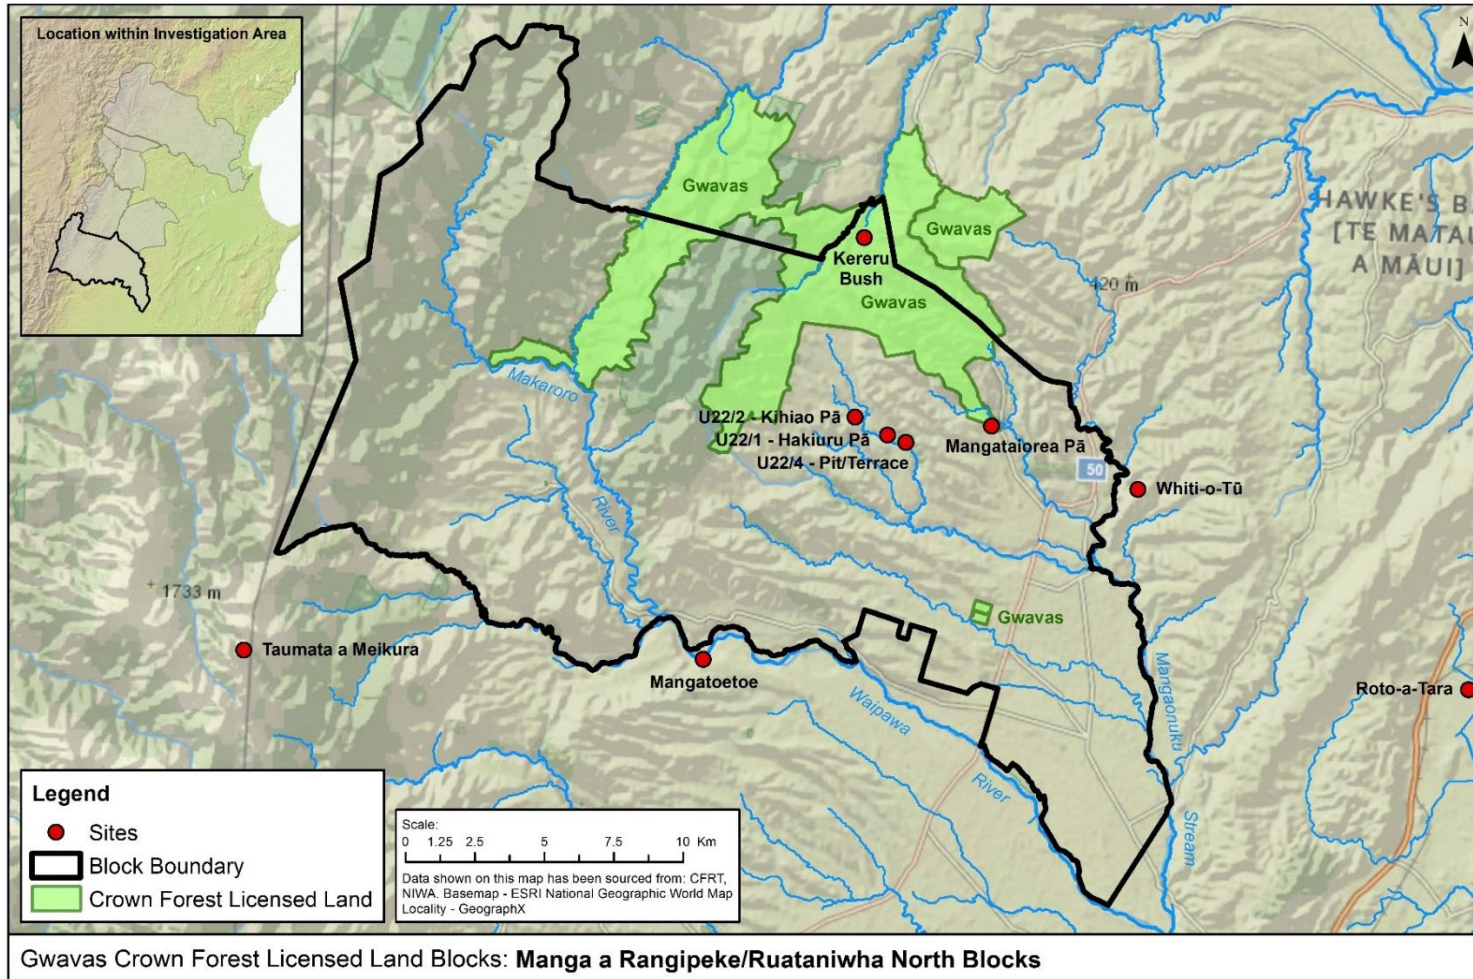 Location within Investigation Area
N
Gwavas
Gwavas
Kereru
Bush
Gwavas
HAWKE'S B
[TE MATAU
A MĀUI]
420 m
Makaroro
River
U22/2 - Kihiao Pā
U22/1 - Hakiuru Pā
U22/4 - Pit/Terrace
Mangataiorea Pā
50
Whiti-o-Tū
1733 m
Gwavas
Taumata a Meikura
Mangatoetoe
Waipawa
River
Mangaonuku
Stream
Roto-a-Tara
Legend
Sites
Block Boundary
Crown Forest Licensed Land
Scale:
0 1.25 2.5 5 7.5 10 Km
Data shown on this map has been sourced from: CFRT,
NIWA. Basemap - ESRI National Geographic World Map
Locality - GeographX
Gwavas Crown Forest Licensed Land Blocks: Manga a Rangipeke/Ruataniwha North Blocks